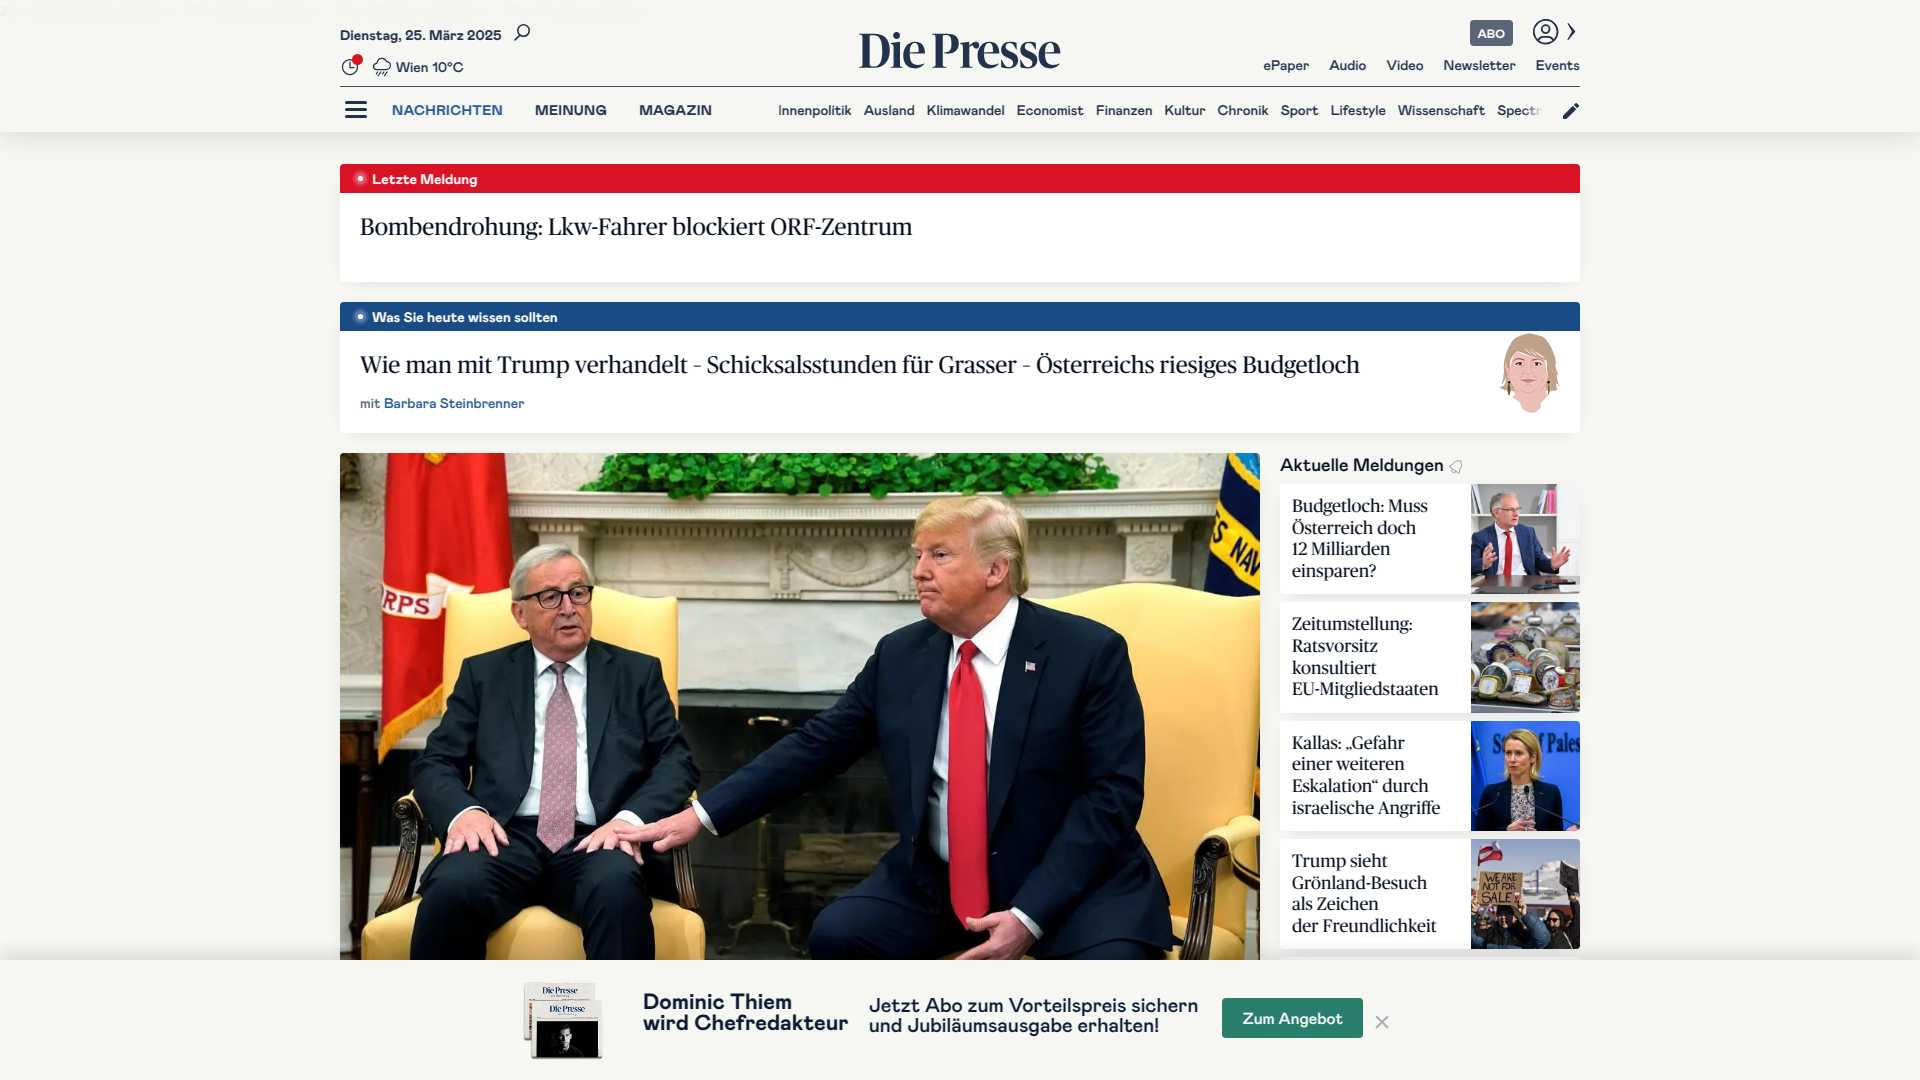 Dienstag, 25. März 2025
Wien 10°C
Die Presse
ABO
ePaper Audio Video Newsletter Events
NACHRICHTEN MEINUNG MAGAZIN
Innenpolitik Ausland Klimawandel Economist Finanzen Kultur Chronik Sport Lifestyle Wissenschaft Spectr
Letzte Meldung
Bombendrohung: Lkw-Fahrer blockiert ORF-Zentrum
Was Sie heute wissen sollten
Wie man mit Trump verhandelt – Schicksalsstunden für Grasser – Österreichs riesiges Budgetloch
mit Barbara Steinbrenner
ORPS
S NAV
Aktuelle Meldungen
Budgetloch: Muss
Österreich doch
12 Milliarden
einsparen?
Zeitumstellung:
Ratsvorsitz
konsultiert
EU-Mitgliedstaaten
Kallas: „Gefahr
einer weiteren
Eskalation“ durch
israelische Angriffe
Trump sieht
Grönland-Besuch
als Zeichen
der Freundlichkeit
WE ARE
NOT FOR
SALE
Die Presse
Die Presse
Dominic Thiem
wird Chefredakteur
Jetzt Abo zum Vorteilspreis sichern
und Jubiläumsausgabe erhalten!
Zum Angebot